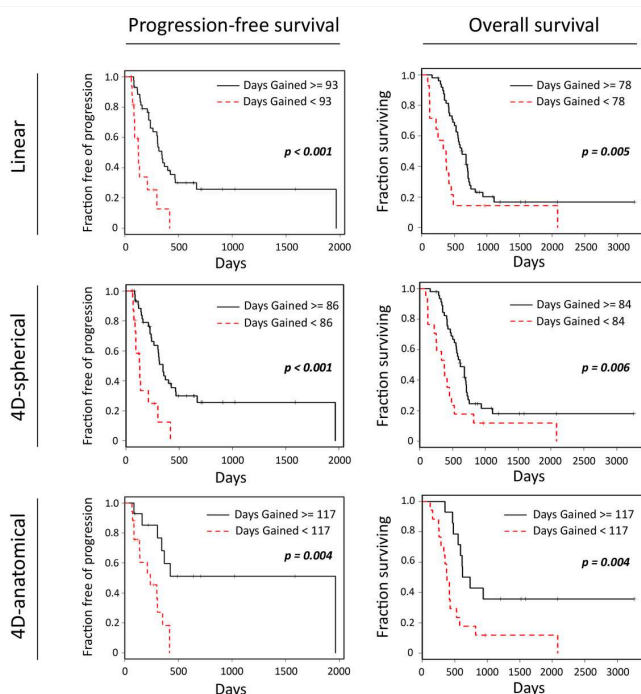 Progression-free survival
Overall survival
Linear
Fraction free of progression
1.0
0.8
0.6
0.4
0.2
0
Days Gained >= 93
Days Gained < 93
p < 0.001
0 500 1000 1500 2000
Days
Fraction surviving
1.0
0.8
0.6
0.4
0.2
0.0
Days Gained >= 78
Days Gained < 78
p = 0.005
0 500 1000 1500 2000 2500 3000
Days
4D-spherical
Fraction free of progression
1.0
0.8
0.6
0.4
0.2
0
Days Gained >= 86
Days Gained < 86
p < 0.001
0 500 1000 1500 2000
Days
Fraction surviving
1.0
0.8
0.6
0.4
0.2
0
Days Gained >= 84
Days Gained < 84
p = 0.006
0 500 1000 1500 2000 2500 3000
Days
4D-anatomical
Fraction free of progression
1.0
0.8
0.6
0.4
0.2
0
Days Gained >= 117
Days Gained < 117
p = 0.004
0 500 1000 1500 2000
Days
Fraction surviving
1.0
0.8
0.6
0.4
0.2
0.0
Days Gained >= 117
Days Gained < 117
p = 0.004
0 500 1000 1500 2000 2500 3000
Days